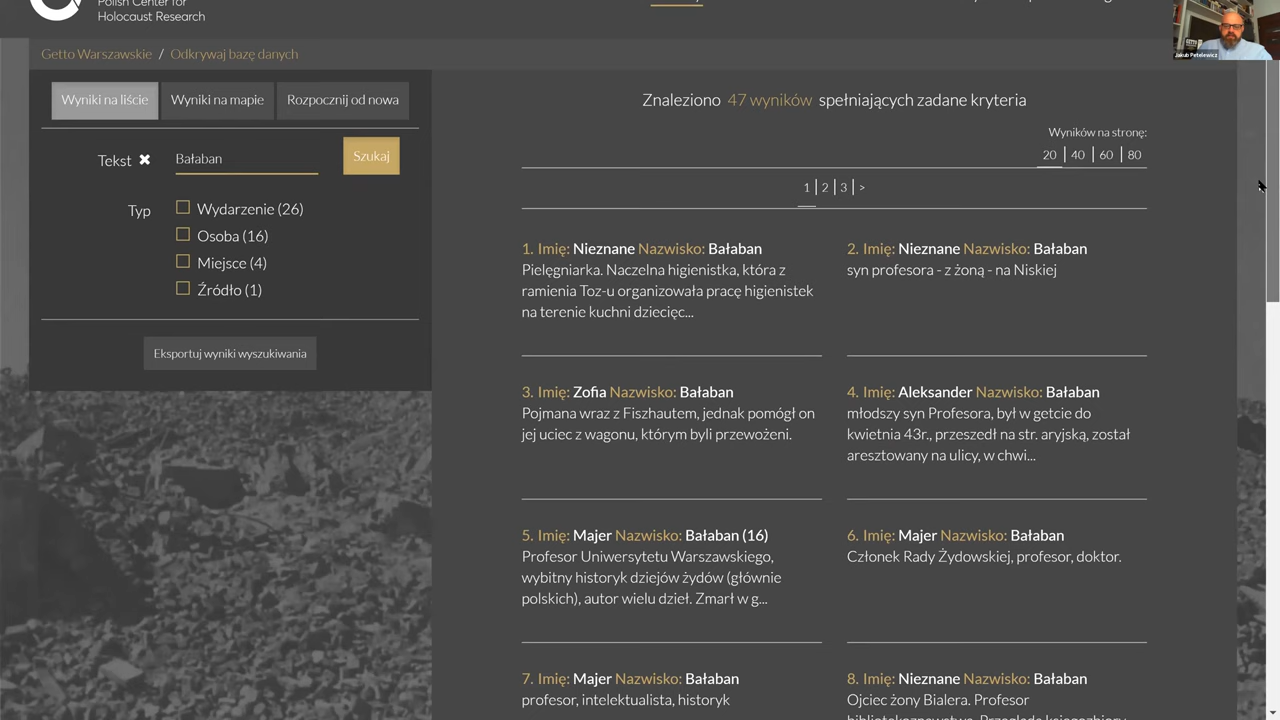 Polish Center for
Holocaust Research
Jakub Petelewicz
Getto Warszawskie / Odkrywaj bazę danych
Wyniki na liście
Wyniki na mapie
Rozpocznij od nowa
Tekst ✖ Bałaban
Szukaj
Typ
Wydarzenie (26)
Osoba (16)
Miejsce (4)
Źródło (1)
Eksportuj wyniki wyszukiwania
Znaleziono 47 wyników spełniających zadane kryteria
Wyników na stronę:
20 | 40 | 60 | 80
1 | 2 | 3 | >
1. Imię: Nieznane Nazwisko: Bałaban
Pielęgniarka. Naczelna higienistka, która z
ramienia Toz-u organizowała pracę higienistek
na terenie kuchni dziecięc...
2. Imię: Nieznane Nazwisko: Bałaban
syn profesora - z żoną - na Niskiej
3. Imię: Zofia Nazwisko: Bałaban
Pojmana wraz z Fiszhautem, jednak pomógł on
jej uciec z wagonu, którym byli przewożeni.
4. Imię: Aleksander Nazwisko: Bałaban
młodszy syn Profesora, był w getcie do
kwietnia 43r., przeszedł na str. aryjską, został
aresztowany na ulicy, w chwi...
5. Imię: Majer Nazwisko: Bałaban (16)
Profesor Uniwersytetu Warszawskiego,
wybitny historyk dziejów żydów (głównie
polskich), autor wielu dzieł. Zmarł w g...
6. Imię: Majer Nazwisko: Bałaban
Członek Rady Żydowskiej, profesor, doktor.
7. Imię: Majer Nazwisko: Bałaban
profesor, intelektualista, historyk
8. Imię: Nieznane Nazwisko: Bałaban
Ojciec żony Bialera. Profesor